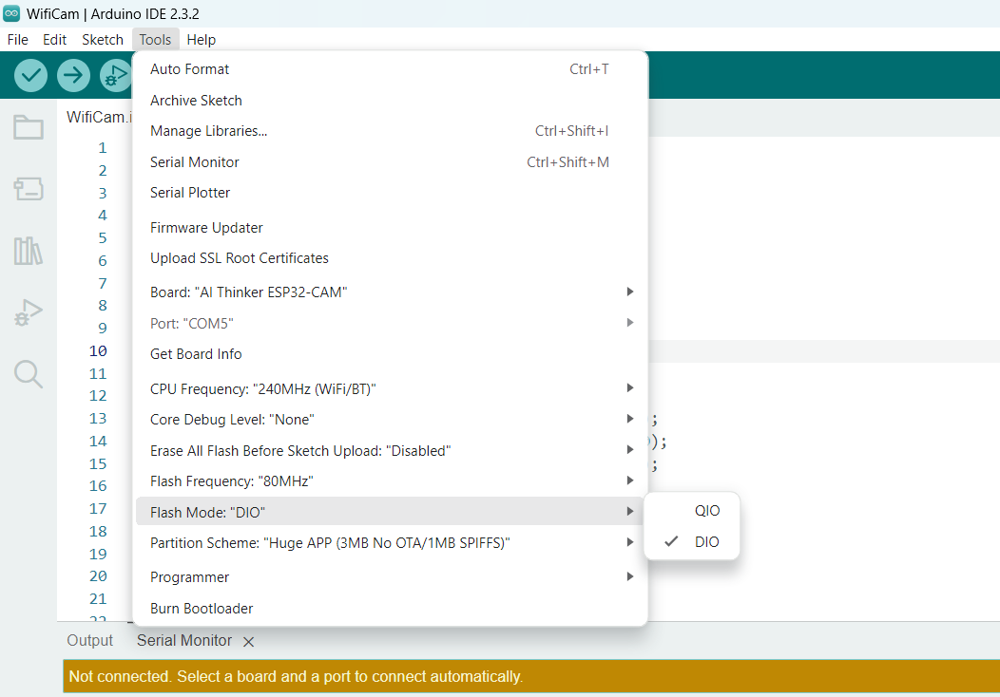 WifiCam | Arduino IDE 2.3.2
File Edit Sketch Tools Help
WifiCam.i
Auto Format Ctrl+T
Archive Sketch
Manage Libraries... Ctrl+Shift+I
Serial Monitor Ctrl+Shift+M
Serial Plotter
Firmware Updater
Upload SSL Root Certificates
Board: "AI Thinker ESP32-CAM"
Port: "COM5"
Get Board Info
CPU Frequency: "240MHz (WiFi/BT)"
Core Debug Level: "None"
Erase All Flash Before Sketch Upload: "Disabled"
Flash Frequency: "80MHz"
Flash Mode: "DIO"
Partition Scheme: "Huge APP (3MB No OTA/1MB SPIFFS)"
Programmer
Burn Bootloader
QIO
DIO
1
2
3
4
5
6
7
8
9
10
11
12
13 ;
14 );
15 ;
16
17
18
19
20
21
Output Serial Monitor
Not connected. Select a board and a port to connect automatically.